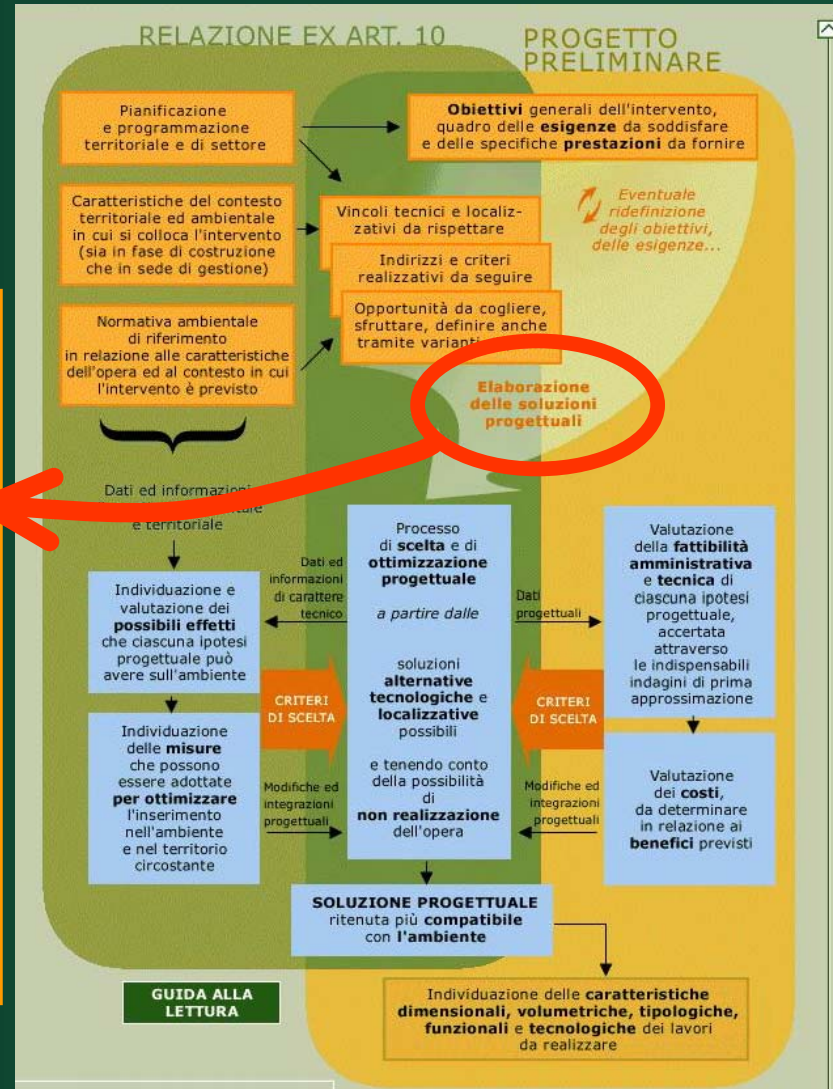 RELAZIONE EX ART. 10
PROGETTO
PRELIMINARE
Pianificazione
e programmazione
territoriale e di settore
Obiettivi generali dell'intervento,
quadro delle esigenze da soddisfare
e delle specifiche prestazioni da fornire
Caratteristiche del contesto
territoriale ed ambientale
in cui si colloca l'intervento
(sia in fase di costruzione
che in sede di gestione)
Vincoli tecnici e localiz-
zativi da rispettare
Indirizzi e criteri
realizzativi da seguire
Opportunità da cogliere,
sfruttare, definire anche
tramite varianti
Eventuale
ridefinizione
degli obiettivi,
delle esigenze...
Normativa ambientale
di riferimento
in relazione alle caratteristiche
dell'opera ed al contesto in cui
l'intervento è previsto
Elaborazione
delle soluzioni
progettuali
Dati ed informazioni
e territoriale
Individuazione e
valutazione dei
possibili effetti
che ciascuna ipotesi
progettuale può
avere sull'ambiente
Individuazione
delle misure
che possono
essere adottate
per ottimizzare
l'inserimento
nell'ambiente
e nel territorio
circostante
Dati ed
informazioni
di carattere
tecnico
CRITERI
DI SCELTA
Modifiche ed
integrazioni
progettuali
Processo
di scelta e di
ottimizzazione
progettuale
a partire dalle
soluzioni
alternative
tecnologiche e
localizzative
possibili
e tenendo conto
della possibilità
di
non realizzazione
dell'opera
Dati
progettuali
CRITERI
DI SCELTA
Modifiche ed
integrazioni
progettuali
Valutazione
della fattibilità
amministrativa
e tecnica di
ciascuna ipotesi
progettuale,
accertata
attraverso
le indispensabili
indagini di prima
approssimazione
Valutazione
dei costi,
da determinare
in relazione ai
benefici previsti
SOLUZIONE PROGETTUALE
ritenuta più compatibile
con l'ambiente
GUIDA ALLA
LETTURA
Individuazione delle caratteristiche
dimensionali, volumetriche, tipologiche,
funzionali e tecnologiche dei lavori
da realizzare